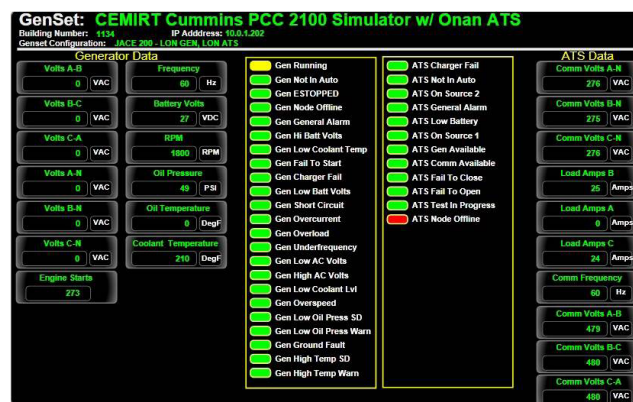 GenSet: CEMIRT Cummins PCC 2100 Simulator w/ Onan ATS
Building Number: 1134 IP Adddress: 10.0.1.202
Genset Configuration: JACE 200 - LON GEN, LON ATS
Generator Data
Volts A-B
0 VAC
Volts B-C
0 VAC
Volts C-A
0 VAC
Volts A-N
0 VAC
Volts B-N
0 VAC
Volts C-N
0 VAC
Engine Starts
273
Frequency
60 Hz
Battery Volts
27 VDC
RPM
1800 RPM
Oil Pressure
49 PSI
Oil Temperature
0 DegF
Coolant Temperature
210 DegF
Gen Running
Gen Not In Auto
Gen ESTOPPED
Gen Node Offline
Gen General Alarm
Gen Hi Batt Volts
Gen Low Coolant Temp
Gen Fail To Start
Gen Charger Fail
Gen Low Batt Volts
Gen Short Circuit
Gen Overcurrent
Gen Overload
Gen Underfrequency
Gen Low AC Volts
Gen High AC Volts
Gen Low Coolant Lvl
Gen Overspeed
Gen Low Oil Press SD
Gen Low Oil Press Warn
Gen Ground Fault
Gen High Temp SD
Gen High Temp Warn
ATS Charger Fail
ATS Not In Auto
ATS On Source 2
ATS General Alarm
ATS Low Battery
ATS On Source 1
ATS Gen Available
ATS Comm Available
ATS Fail To Close
ATS Fail To Open
ATS Test In Progress
ATS Node Offline
ATS Data
Comm Volts A-N
276 VAC
Comm Volts B-N
275 VAC
Comm Volts C-N
276 VAC
Load Amps B
25 Amps
Load Amps A
0 Amps
Load Amps C
24 Amps
Comm Frequency
60 Hz
Comm Volts A-B
479 VAC
Comm Volts B-C
480 VAC
Comm Volts C-A
480 VAC